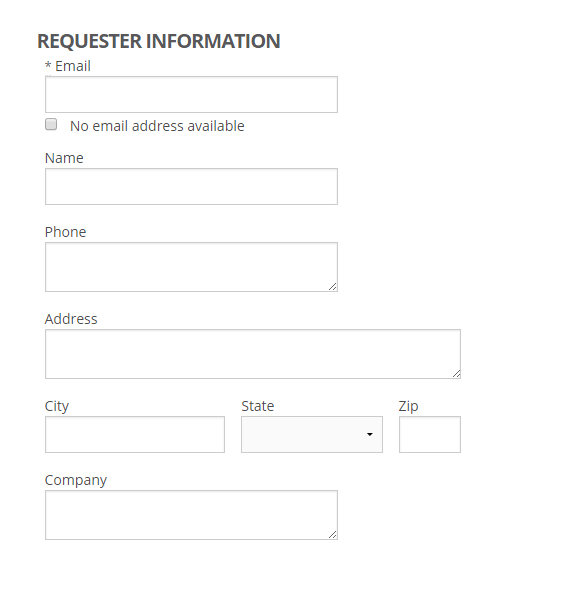 REQUESTER INFORMATION
* Email
No email address available
Name
Phone
Address
City State Zip
Company